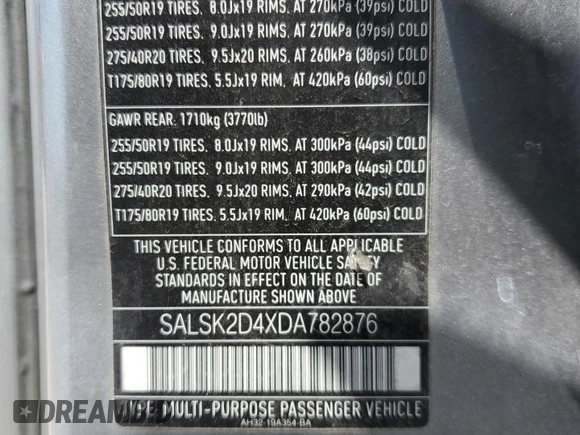 255/50R19 TIRES. 8.0Jx19 RIMS. AT 270kPa (39psi) COLD
255/50R19 TIRES. 9.0Jx19 RIMS. AT 270kPa (39psi) COLD
275/40R20 TIRES. 9.5Jx20 RIMS. AT 260kPa (38psi) COLD
T175/80R19 TIRES. 5.5Jx19 RIM. AT 420kPa (60psi) COLD
GAWR REAR. 1710kg (3770lb)
255/50R19 TIRES. 8.0Jx19 RIMS. AT 300kPa (44psi) COLD
255/50R19 TIRES. 9.0Jx19 RIMS. AT 300kPa (44psi) COLD
275/40R20 TIRES. 9.5Jx20 RIMS. AT 290kPa (42psi) COLD
T175/80R19 TIRES. 5.5Jx19 RIM. AT 420kPa (60psi) COLD
THIS VEHICLE CONFORMS TO ALL APPLICABLE
U.S. FEDERAL MOTOR VEHICLE SAFETY
STANDARDS IN EFFECT ON THE DATE OF
MANUFACTURE SHOWN ABOVE
SALSK2D4XDA782876
TYPE: MULTI-PURPOSE PASSENGER VEHICLE
AH32-19A354-BA